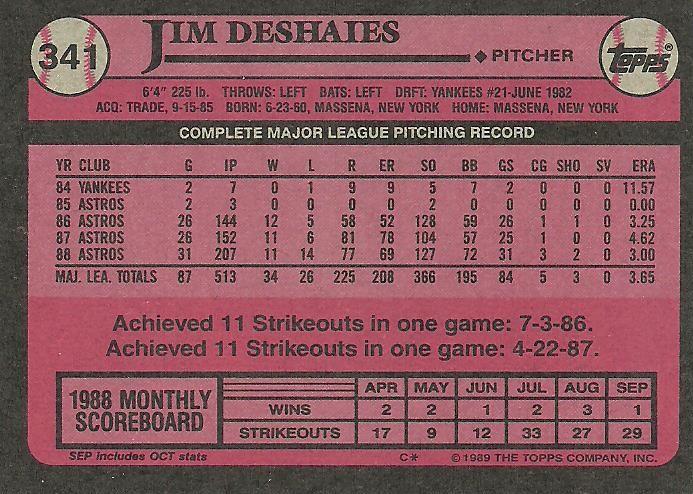 341
JIM DESHAIES
◆ PITCHER
TOPPS®
6'4" 225 lb. THROWS: LEFT BATS: LEFT DRFT: YANKEES #21-JUNE 1982
ACQ: TRADE, 9-15-85 BORN: 6-23-60, MASSENA, NEW YORK HOME: MASSENA, NEW YORK
COMPLETE MAJOR LEAGUE PITCHING RECORD
YR CLUB G IP W L R ER SO BB GS CG SHO SV ERA
84 YANKEES 2 7 0 1 9 9 5 7 2 0 0 0 11.57
85 ASTROS 2 3 0 0 0 0 2 0 0 0 0 0 0.00
86 ASTROS 26 144 12 5 58 52 128 59 26 1 1 0 3.25
87 ASTROS 26 152 11 6 81 78 104 57 25 1 0 0 4.62
88 ASTROS 31 207 11 14 77 69 127 72 31 3 2 0 3.00
MAJ. LEA. TOTALS 87 513 34 26 225 208 366 195 84 5 3 0 3.65
Achieved 11 Strikeouts in one game: 7-3-86.
Achieved 11 Strikeouts in one game: 4-22-87.
1988 MONTHLY SCOREBOARD
APR MAY JUN JUL AUG SEP
WINS 2 2 1 2 3 1
STRIKEOUTS 17 9 12 33 27 29
SEP includes OCT stats C* © 1989 THE TOPPS COMPANY, INC.